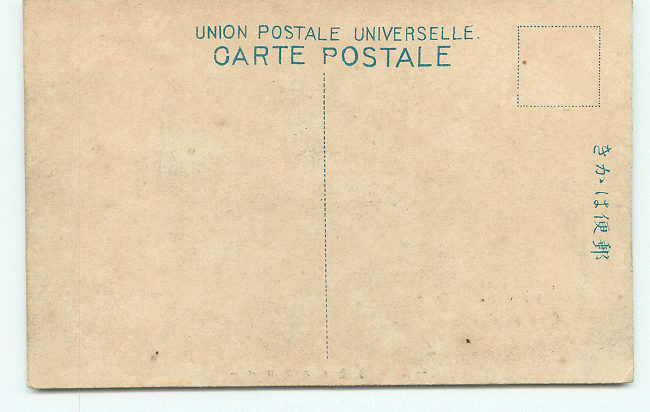 UNION POSTALE UNIVERSELLE.
CARTE POSTALE
きかは便郵